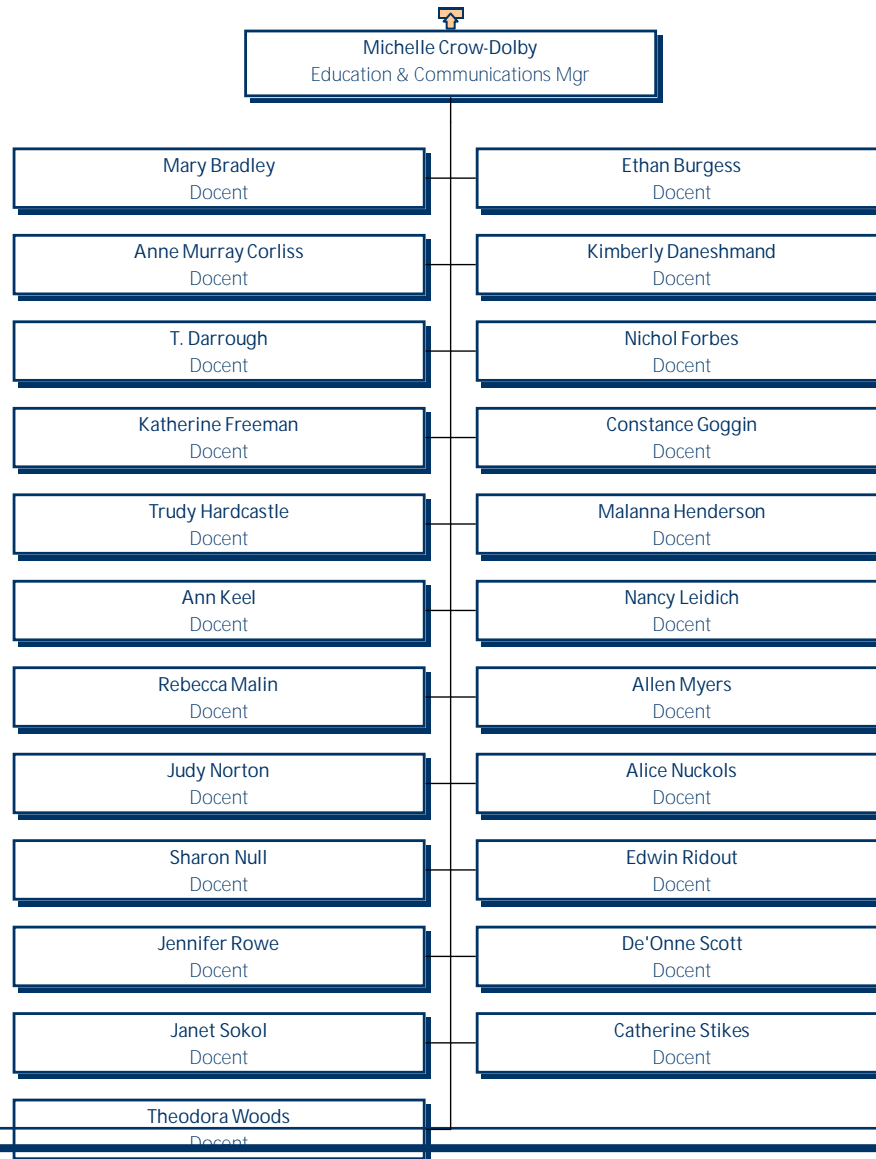 Michelle Crow-Dolby
Education & Communications Mgr
Mary Bradley
Docent
Ethan Burgess
Docent
Anne Murray Corliss
Docent
Kimberly Daneshmand
Docent
T. Darrough
Docent
Nichol Forbes
Docent
Katherine Freeman
Docent
Constance Goggin
Docent
Trudy Hardcastle
Docent
Malanna Henderson
Docent
Ann Keel
Docent
Nancy Leidich
Docent
Rebecca Malin
Docent
Allen Myers
Docent
Judy Norton
Docent
Alice Nuckols
Docent
Sharon Null
Docent
Edwin Ridout
Docent
Jennifer Rowe
Docent
De'Onne Scott
Docent
Janet Sokol
Docent
Catherine Stikes
Docent
Theodora Woods
Docent